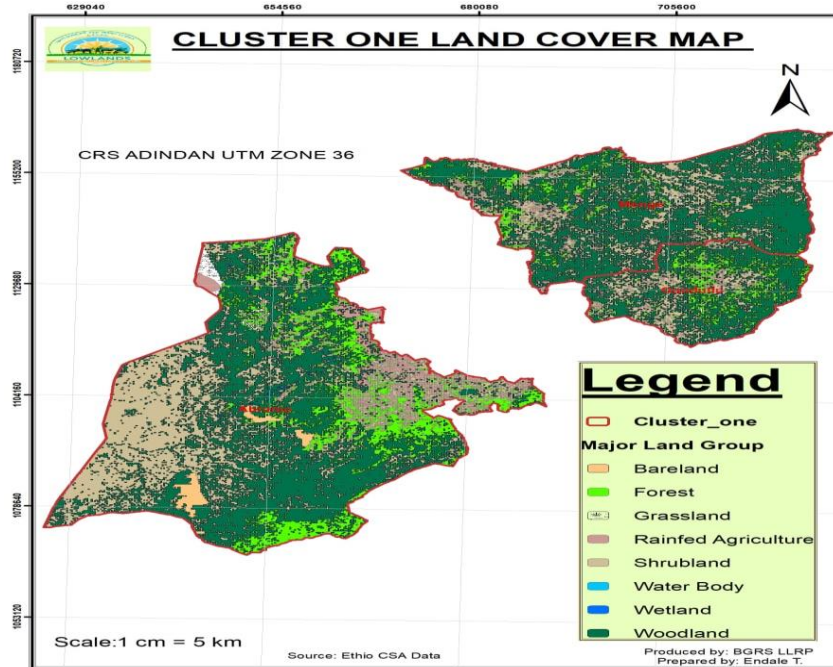 629040 654560 680080 705600
CLUSTER ONE LAND COVER MAP
LOWLANDS
N
CRS ADINDAN UTM ZONE 36
1180720
1155200
1129680
1104160
1078640
1053120
Legend
Cluster_one
Major Land Group
Bareland
Forest
Grassland
Rainfed Agriculture
Shrubland
Water Body
Wetland
Woodland
Scale:1 cm = 5 km
Source: Ethio CSA Data
Produced by: BGRS LLRP
Prepared by: Endale T.